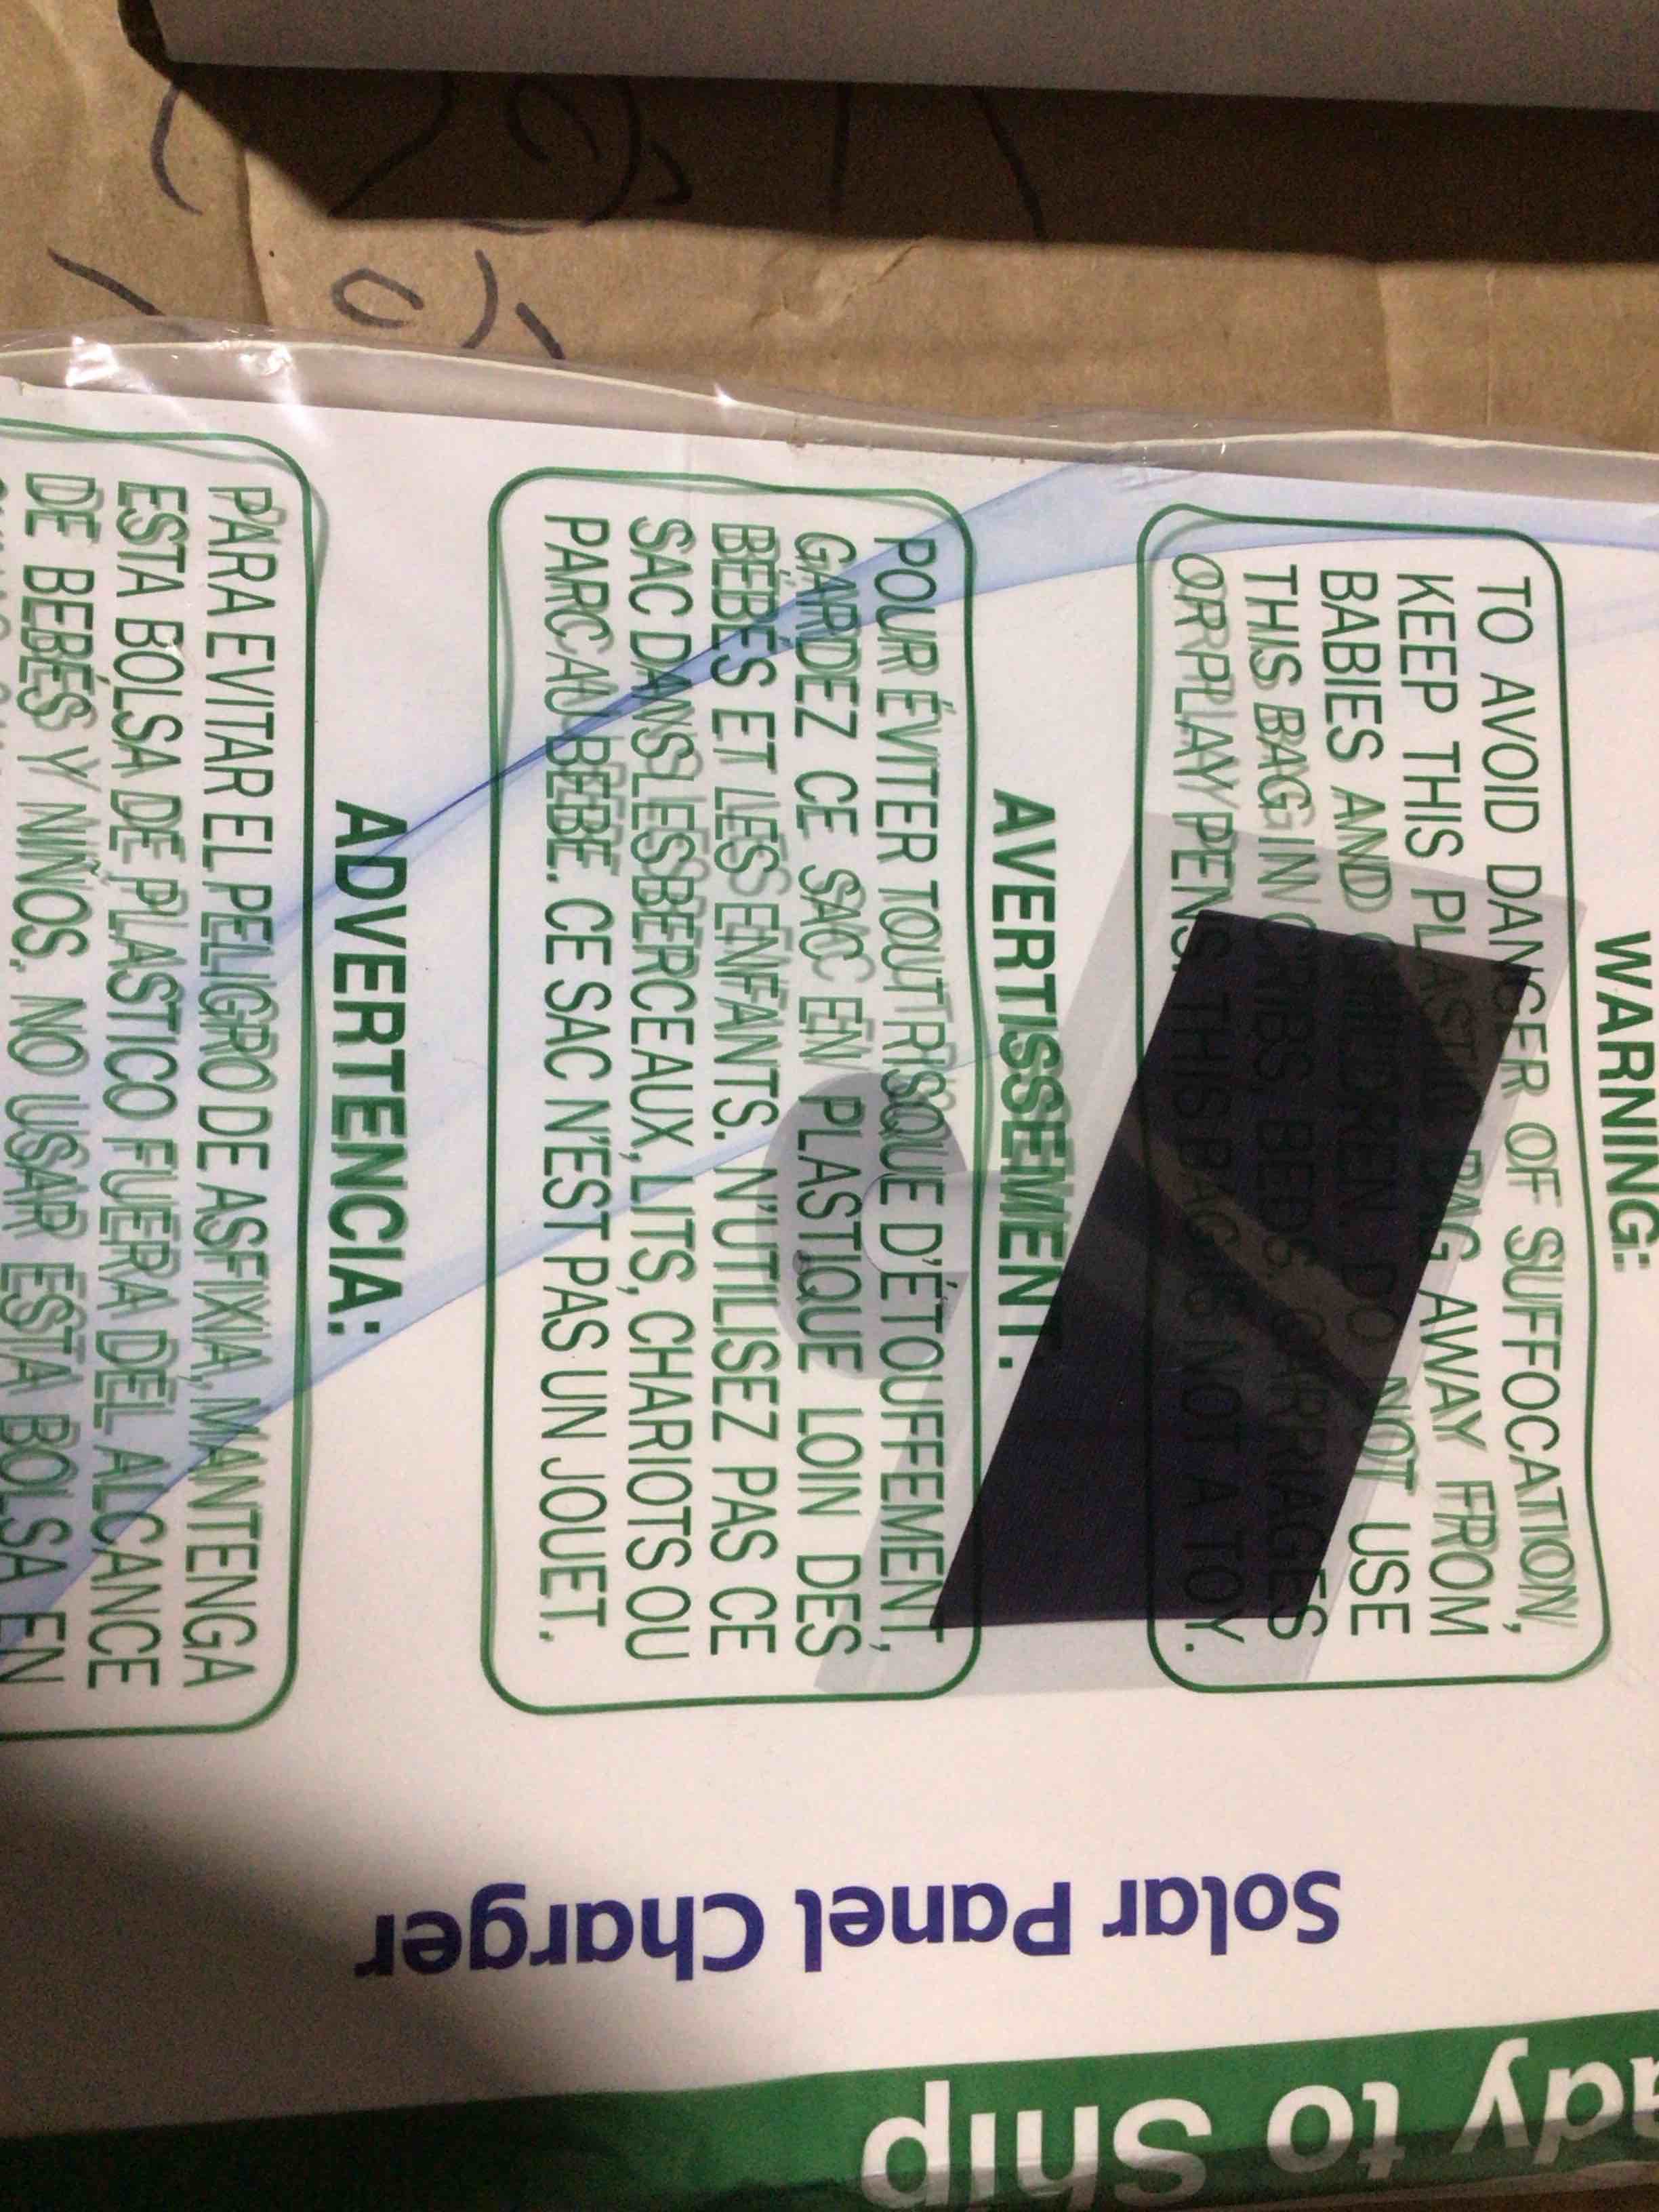 WARNING:
TO AVOID DANGER OF SUFFOCATION,
KEEP THIS PLASTIC BAG AWAY FROM
BABIES AND CHILDREN. DO NOT USE
THIS BAG IN CRIBS, BEDS, CARRIAGES
OR PLAY PENS. THIS BAG IS NOT A TOY.
AVERTISSEMENT:
POUR ÉVITER TOUT RISQUE D'ÉTOUFFEMENT,
GARDEZ CE SAC EN PLASTIQUE LOIN DES
BÉBÉS ET LES ENFANTS. N'UTILISEZ PAS CE
SAC DANS LES BERCEAUX, LITS, CHARIOTS OU
PARC AU BEBE. CE SAC N'EST PAS UN JOUET.
ADVERTENCIA:
PARA EVITAR EL PELIGRO DE ASFIXIA, MANTENGA
ESTA BOLSA DE PLASTICO FUERA DEL ALCANCE
DE BEBÉS Y NIÑOS. NO USAR ESTA BOLSA EN
Solar Panel Charger
ady to Ship